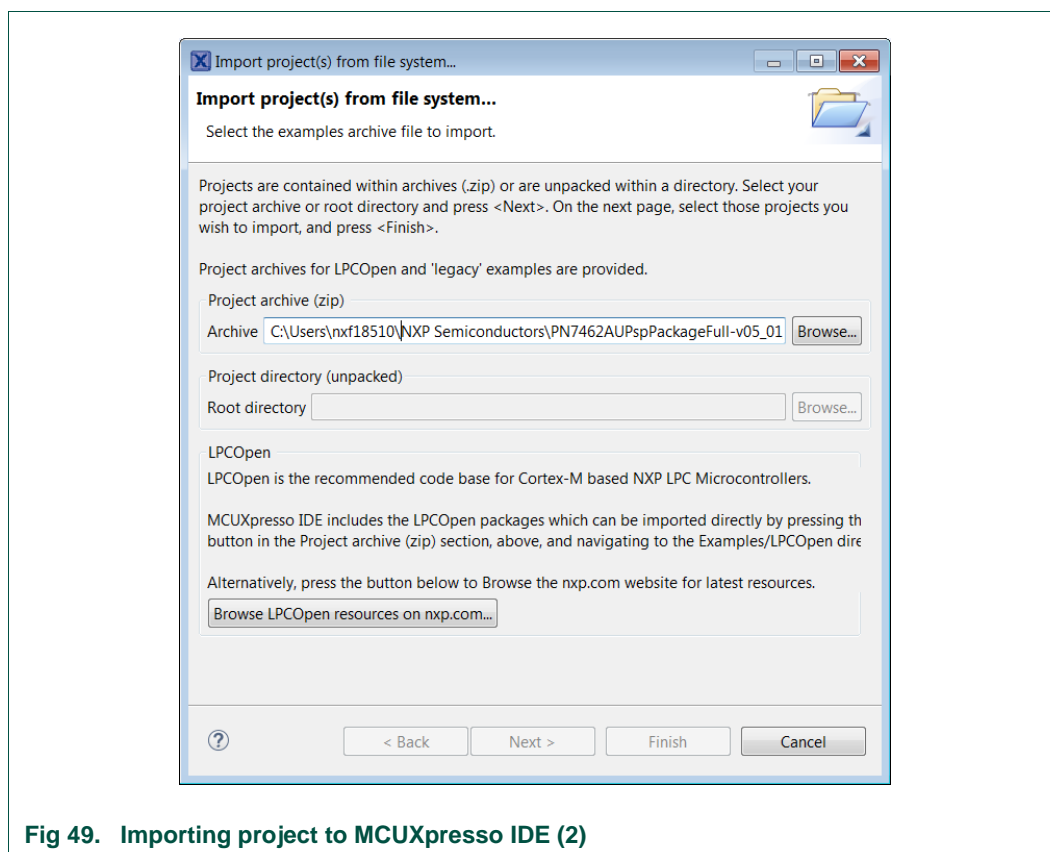 Import project(s) from file system...
Import project(s) from file system...
Select the examples archive file to import.
Projects are contained within archives (.zip) or are unpacked within a directory. Select your
project archive or root directory and press <Next>. On the next page, select those projects you
wish to import, and press <Finish>.
Project archives for LPCOpen and 'legacy' examples are provided.
Project archive (zip)
Archive C:\Users\nxf18510\NXP Semiconductors\PN7462AUPspPackageFull-v05_01 Browse...
Project directory (unpacked)
Root directory Browse...
LPCOpen
LPCOpen is the recommended code base for Cortex-M based NXP LPC Microcontrollers.
MCUXpresso IDE includes the LPCOpen packages which can be imported directly by pressing th
button in the Project archive (zip) section, above, and navigating to the Examples/LPCOpen dire
Alternatively, press the button below to Browse the nxp.com website for latest resources.
Browse LPCOpen resources on nxp.com...
? < Back Next > Finish Cancel
Fig 49. Importing project to MCUXpresso IDE (2)